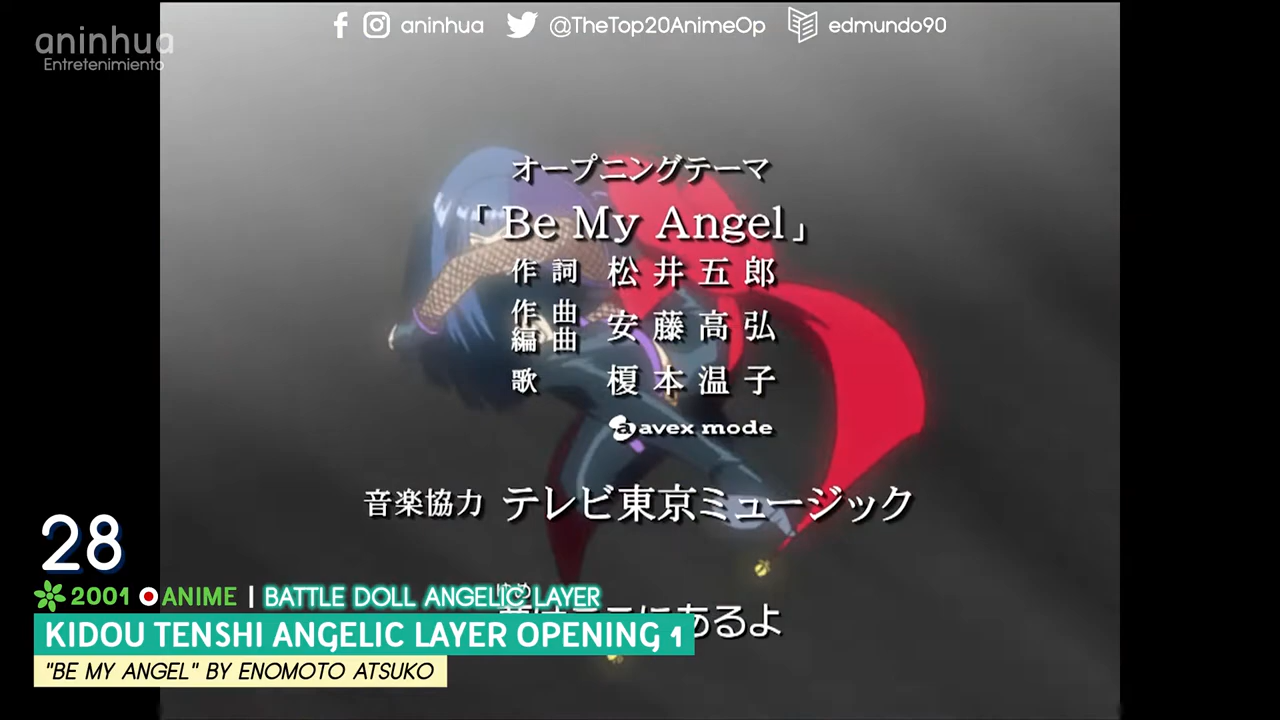 aninhua
Entretenimiento
aninhua @TheTop20AnimeOp edmundo90
オープニングテーマ
「Be My Angel」
作詞 松井五郎
作曲
編曲 安藤高弘
歌 榎本温子
a avex mode
音楽協力 テレビ東京ミュージック
あるよ
28
2001 ANIME | BATTLE DOLL ANGELIC LAYER
KIDOU TENSHI ANGELIC LAYER OPENING 1
"BE MY ANGEL" BY ENOMOTO ATSUKO